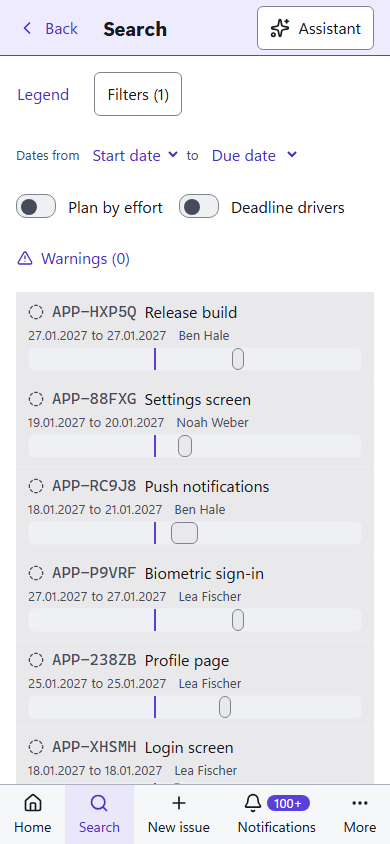 Back Search Assistant
Legend Filters (1)
Dates from Start date to Due date
Plan by effort Deadline drivers
Warnings (0)
APP-HXP5Q Release build
27.01.2027 to 27.01.2027 Ben Hale
APP-88FXG Settings screen
19.01.2027 to 20.01.2027 Noah Weber
APP-RC9J8 Push notifications
18.01.2027 to 21.01.2027 Ben Hale
APP-P9VRF Biometric sign-in
27.01.2027 to 27.01.2027 Lea Fischer
APP-238ZB Profile page
25.01.2027 to 25.01.2027 Lea Fischer
APP-XHSMH Login screen
18.01.2027 to 18.01.2027 Lea Fischer
100+
Home Search New issue Notifications More